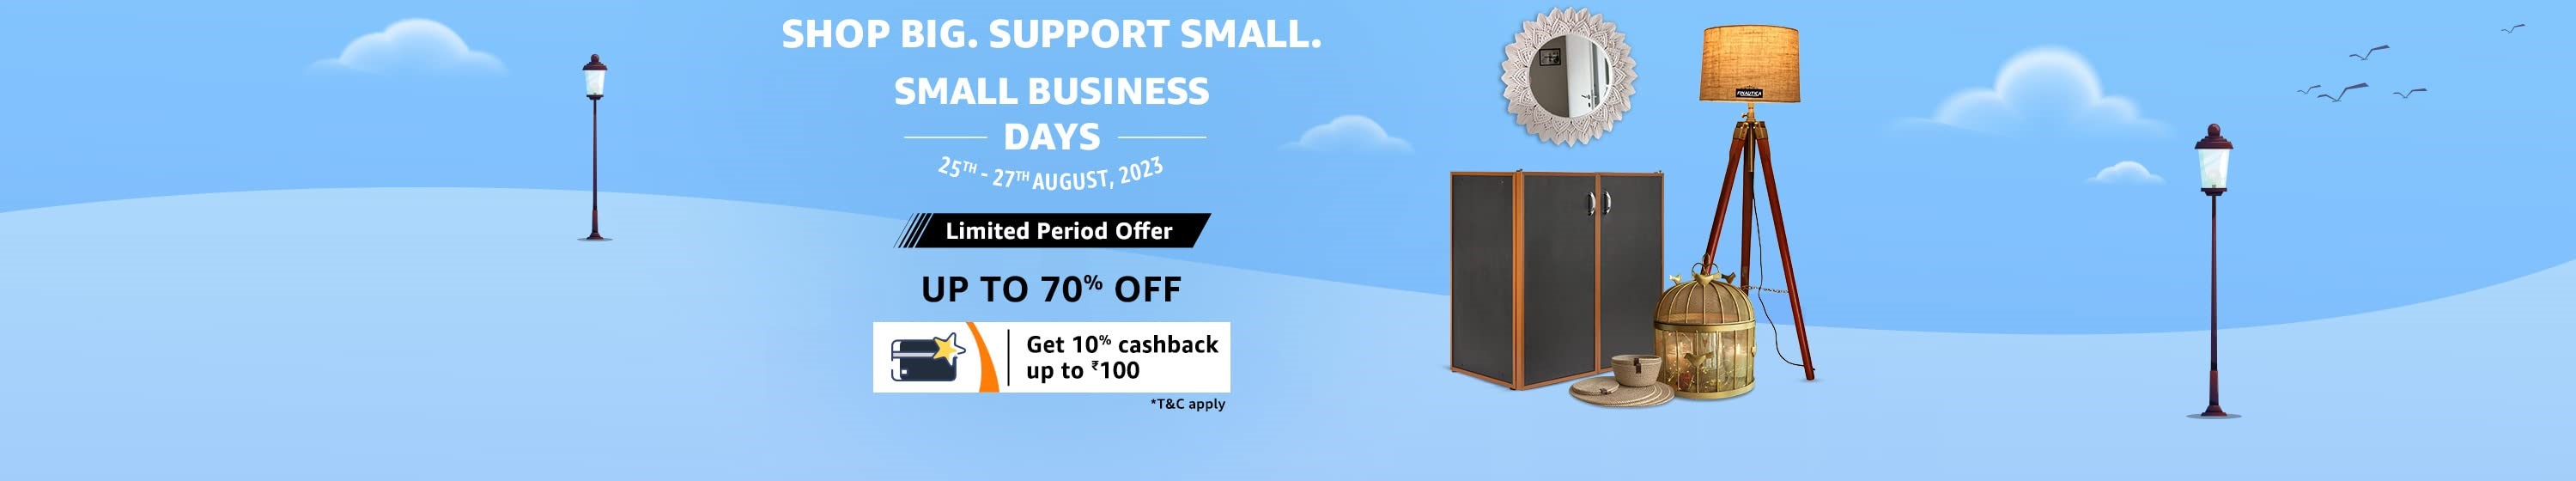 SHOP BIG. SUPPORT SMALL.
SMALL BUSINESS
DAYS
25TH - 27TH AUGUST, 2023
Limited Period Offer
UP TO 70% OFF
Get 10% cashback
up to ₹100
*T&C apply